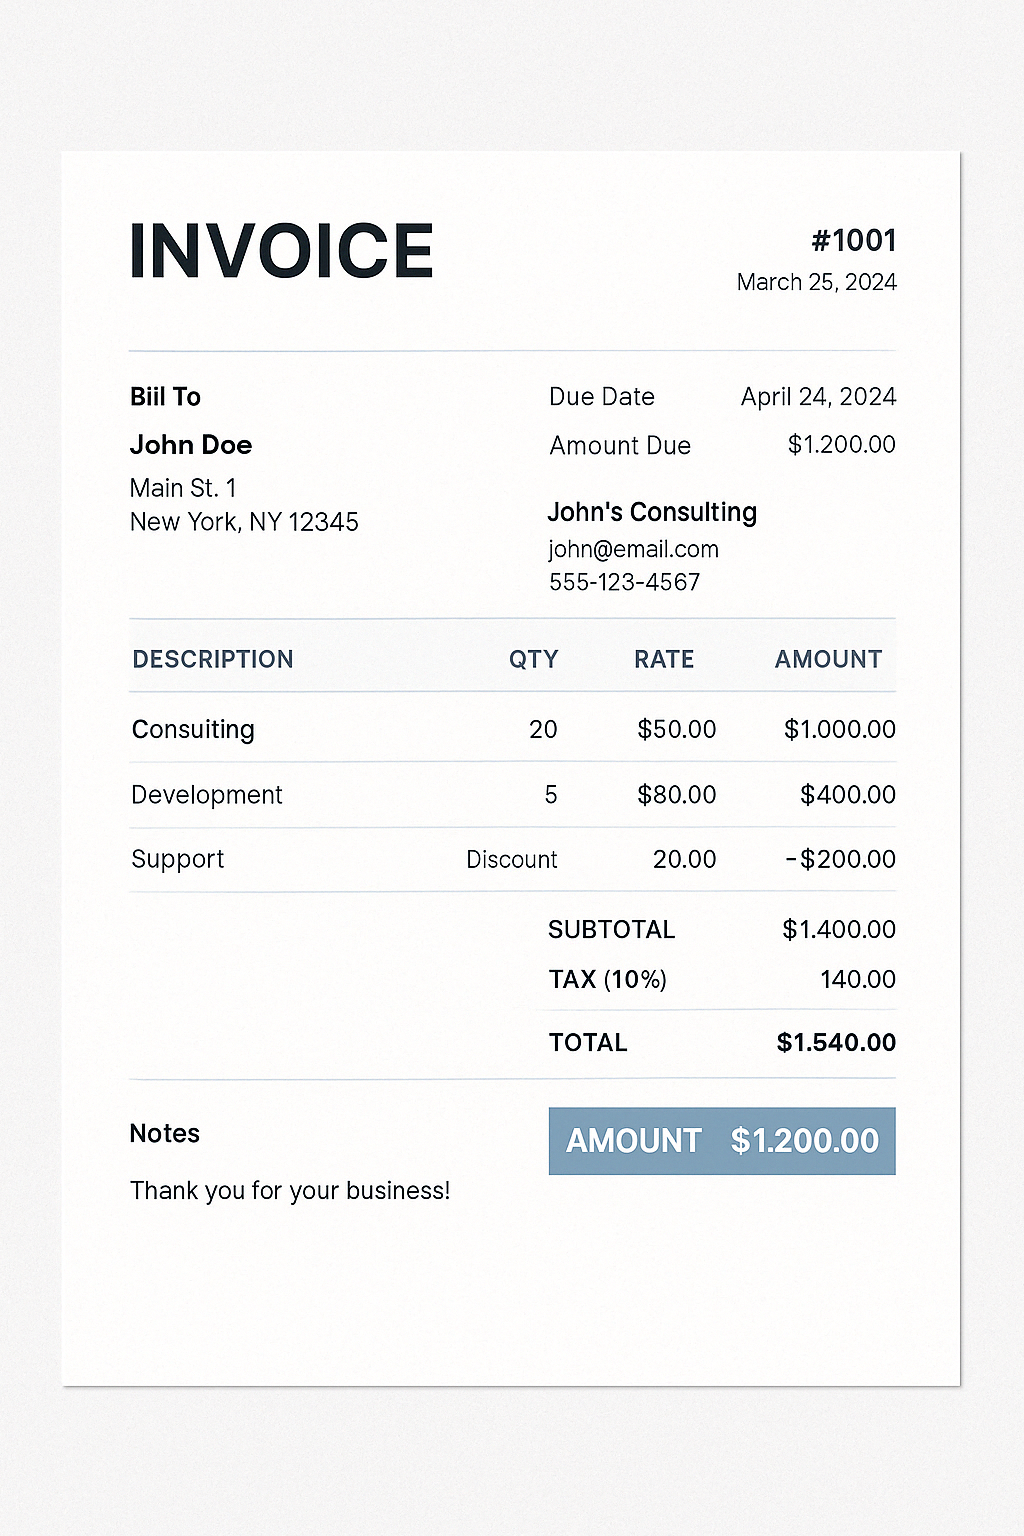 INVOICE
#1001
March 25, 2024
Biil To
John Doe
Main St. 1
New York, NY 12345
Due Date April 24, 2024
Amount Due $1.200.00
John's Consulting
john@email.com
555-123-4567
DESCRIPTION QTY RATE AMOUNT
Consuiting 20 $50.00 $1.000.00
Development 5 $80.00 $400.00
Support Discount 20.00 -$200.00
SUBTOTAL $1.400.00
TAX (10%) 140.00
TOTAL $1.540.00
Notes
Thank you for your business!
AMOUNT $1.200.00